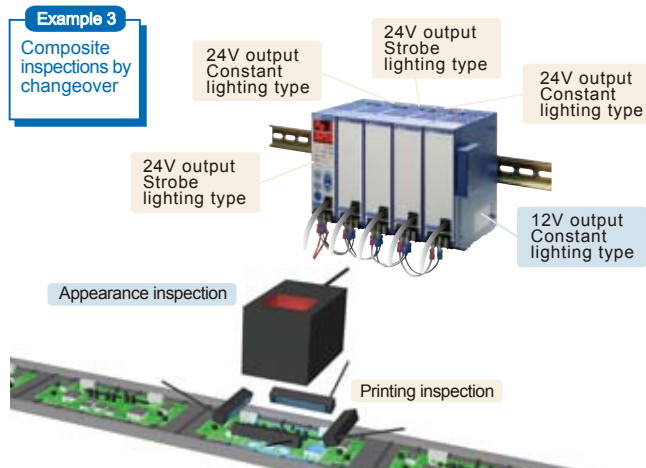 Example 3
Composite
inspections by
changeover
24V output
Constant
lighting type
24V output
Strobe
lighting type
24V output
Constant
lighting type
24V output
Strobe
lighting type
12V output
Constant
lighting type
Appearance inspection
Printing inspection